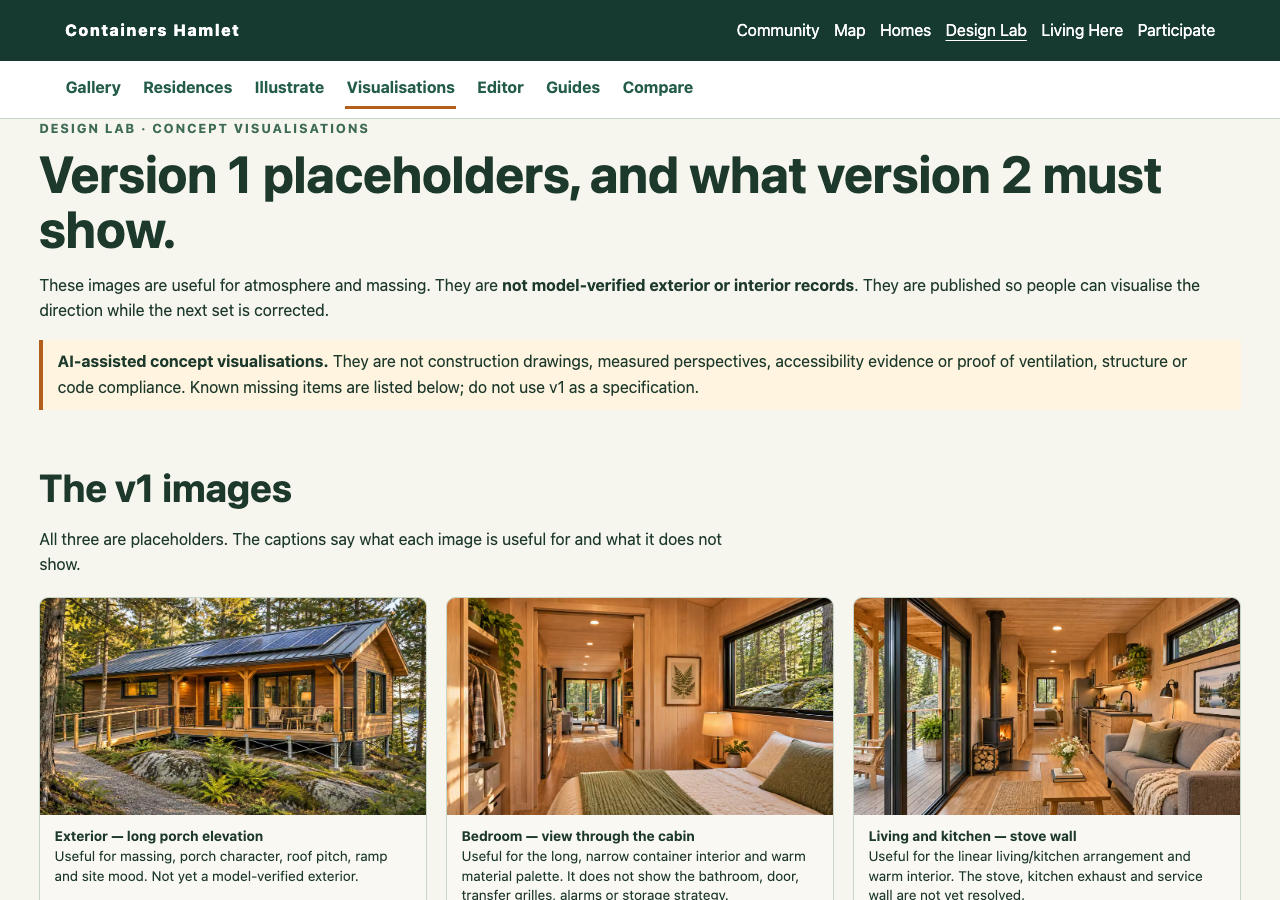 Containers Hamlet
Community Map Homes Design Lab Living Here Participate
Gallery Residences Illustrate Visualisations Editor Guides Compare
DESIGN LAB · CONCEPT VISUALISATIONS
Version 1 placeholders, and what version 2 must
show.
These images are useful for atmosphere and massing. They are not model-verified exterior or interior records. They are published so people can visualise the
direction while the next set is corrected.
AI-assisted concept visualisations. They are not construction drawings, measured perspectives, accessibility evidence or proof of ventilation, structure or
code compliance. Known missing items are listed below; do not use v1 as a specification.
The v1 images
All three are placeholders. The captions say what each image is useful for and what it does not
show.
Exterior — long porch elevation
Useful for massing, porch character, roof pitch, ramp
and site mood. Not yet a model-verified exterior.
Bedroom — view through the cabin
Useful for the long, narrow container interior and warm
material palette. It does not show the bathroom, door,
transfer grilles, alarms or storage strategy.
Living and kitchen — stove wall
Useful for the linear living/kitchen arrangement and
warm interior. The stove, kitchen exhaust and service
wall are not yet resolved.